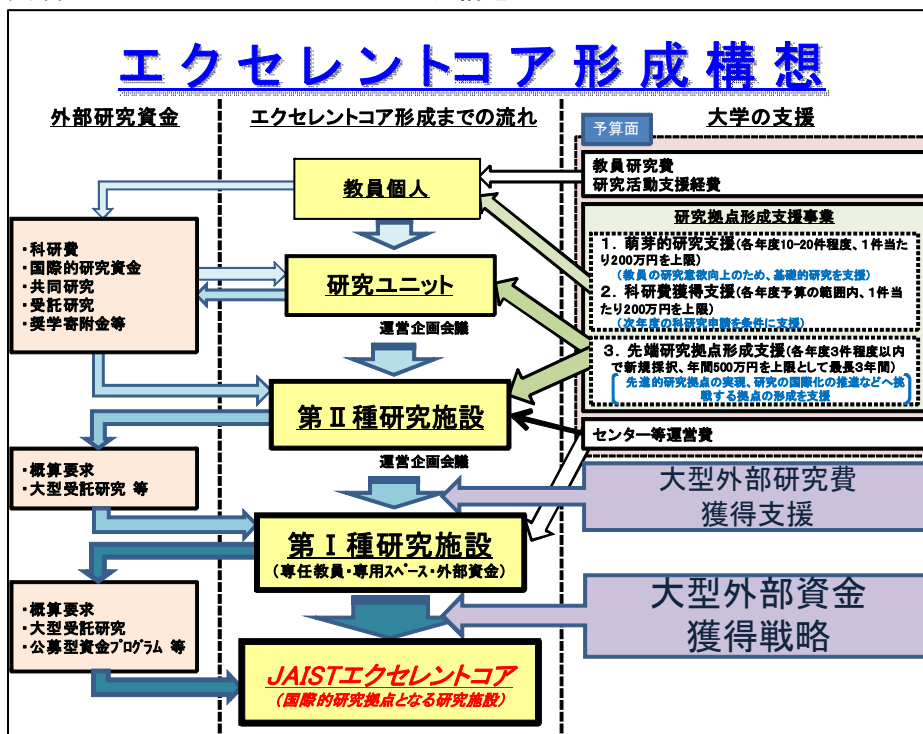 エクセレントコア形成構想
外部研究資金
エクセレントコア形成までの流れ
大学の支援
予算面
教員研究費
研究活動支援経費
教員個人
研究拠点形成支援事業
1．萌芽的研究支援(各年度10-20件程度、1件当た
り200万円を上限)
(教員の研究意欲向上のため、基礎的研究を支援)
2．科研費獲得支援(各年度予算の範囲内、1件当
たり200万円を上限)
(次年度の科研究申請を条件に支援)
3．先端研究拠点形成支援(各年度3件程度以内
で新規採択、年間500万円を上限として最長3年間)
先進的研究拠点の実現、研究の国際化の推進などへ挑
戦する拠点の形成を支援
・科研費
・国際的研究資金
・共同研究
・受託研究
・奨学寄附金等
研究ユニット
運営企画会議
第Ⅱ種研究施設
運営企画会議
センター等運営費
・概算要求
・大型受託研究 等
大型外部研究費
獲得支援
第Ⅰ種研究施設
(専任教員・専用スペース・外部資金)
・概算要求
・大型受託研究
・公募型資金プログラム 等
大型外部資金
獲得戦略
JAISTエクセレントコア
(国際的研究拠点となる研究施設)